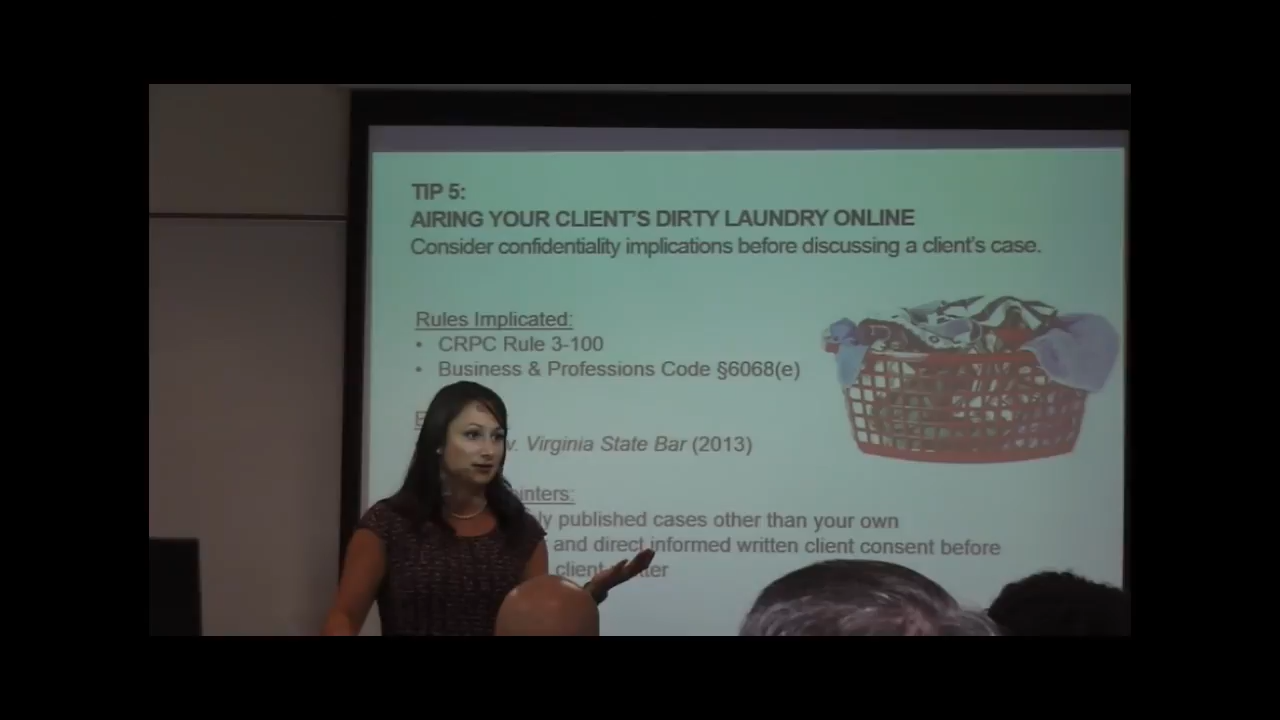 TIP 5:
AIRING YOUR CLIENT'S DIRTY LAUNDRY ONLINE
Consider confidentiality implications before discussing a client's case.
Rules Implicated:
• CRPC Rule 3-100
• Business & Professions Code §6068(e)
v. Virginia State Bar (2013)
published cases other than your own
and direct informed written client consent before
client